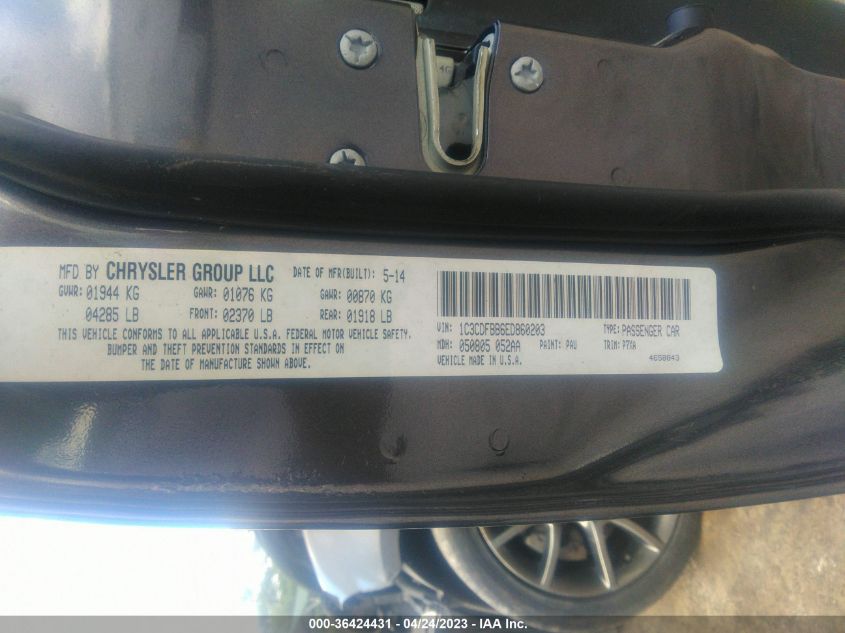 MFD BY CHRYSLER GROUP LLC DATE OF MFR(BUILT): 5-14
GVWR: 01944 KG GAWR: 01076 KG GAWR: 00870 KG
04285 LB FRONT: 02370 LB REAR: 01918 LB
THIS VEHICLE CONFORMS TO ALL APPLICABLE U.S.A. FEDERAL MOTOR VEHICLE SAFETY,
BUMPER AND THEFT PREVENTION STANDARDS IN EFFECT ON
THE DATE OF MANUFACTURE SHOWN ABOVE.
VIN: 1C3CDFBB6ED860203 TYPE: PASSENGER CAR
MDH: 050805 052AA PAINT: PAU TRIM: P7XA
VEHICLE MADE IN U.S.A. 4658843
000-36424431 - 04/24/2023 - IAA Inc.